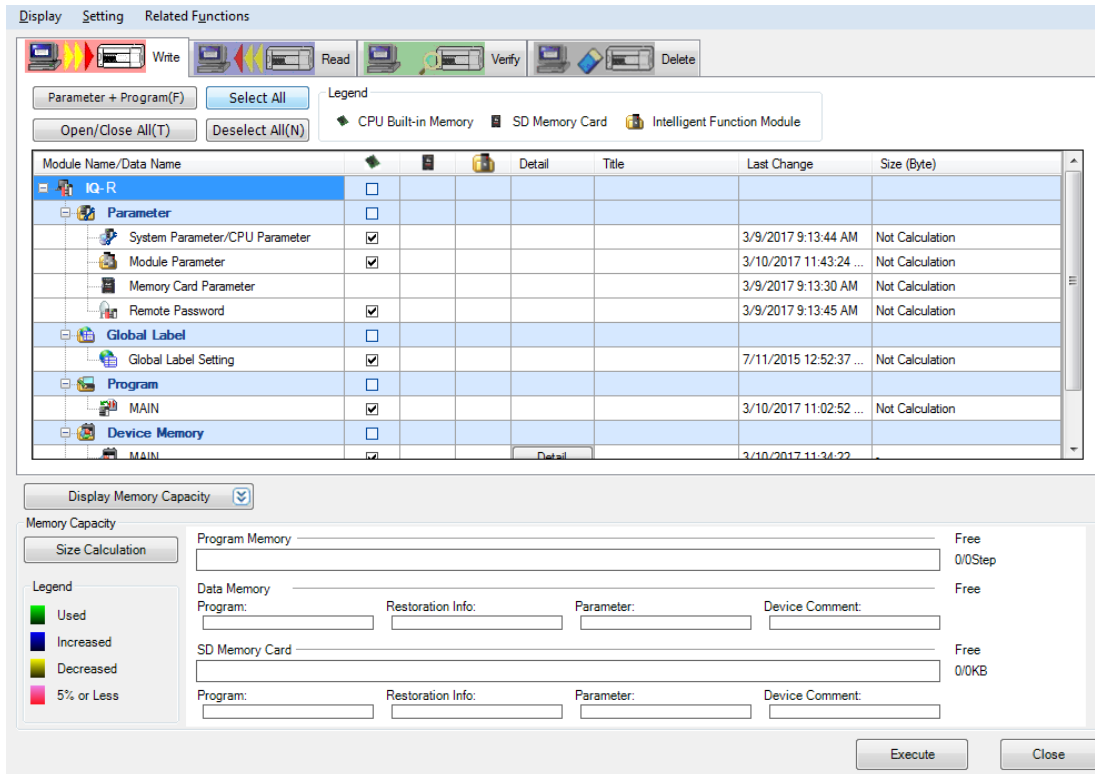 Display Setting Related Functions
Write Read Verify Delete
Parameter + Program(F) Select All Legend
Open/Close All(T) Deselect All(N) CPU Built-in Memory SD Memory Card Intelligent Function Module
Module Name/Data Name Detail Title Last Change Size (Byte)
IQ-R
Parameter
System Parameter/CPU Parameter 3/9/2017 9:13:44 AM Not Calculation
Module Parameter 3/10/2017 11:43:24 ... Not Calculation
Memory Card Parameter 3/9/2017 9:13:30 AM Not Calculation
Remote Password 3/9/2017 9:13:45 AM Not Calculation
Global Label
Global Label Setting 7/11/2015 12:52:37 ... Not Calculation
Program
MAIN 3/10/2017 11:02:52 ... Not Calculation
Device Memory
MAIN Detail 3/10/2017 11:34:22 -
Display Memory Capacity
Memory Capacity
Size Calculation Program Memory Free
0/0Step
Legend Data Memory Free
Used Program: Restoration Info: Parameter: Device Comment:
Increased
SD Memory Card Free
Decreased 0/0KB
5% or Less Program: Restoration Info: Parameter: Device Comment:
Execute Close